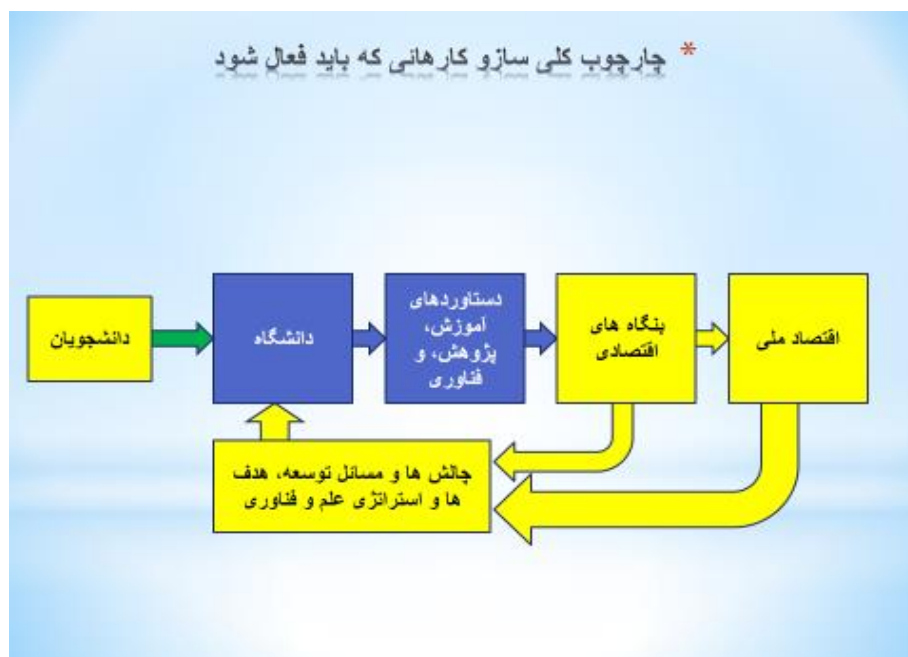 * چارچوب کلی سازو کارهائی که باید فعال شود
دانشجویان
دانشگاه
دستاوردهای
آموزش،
پژوهش، و
فناوری
بنگاه های
اقتصادی
اقتصاد ملی
چالش ها و مسائل توسعه، هدف
ها و استراتژی علم و فناوری